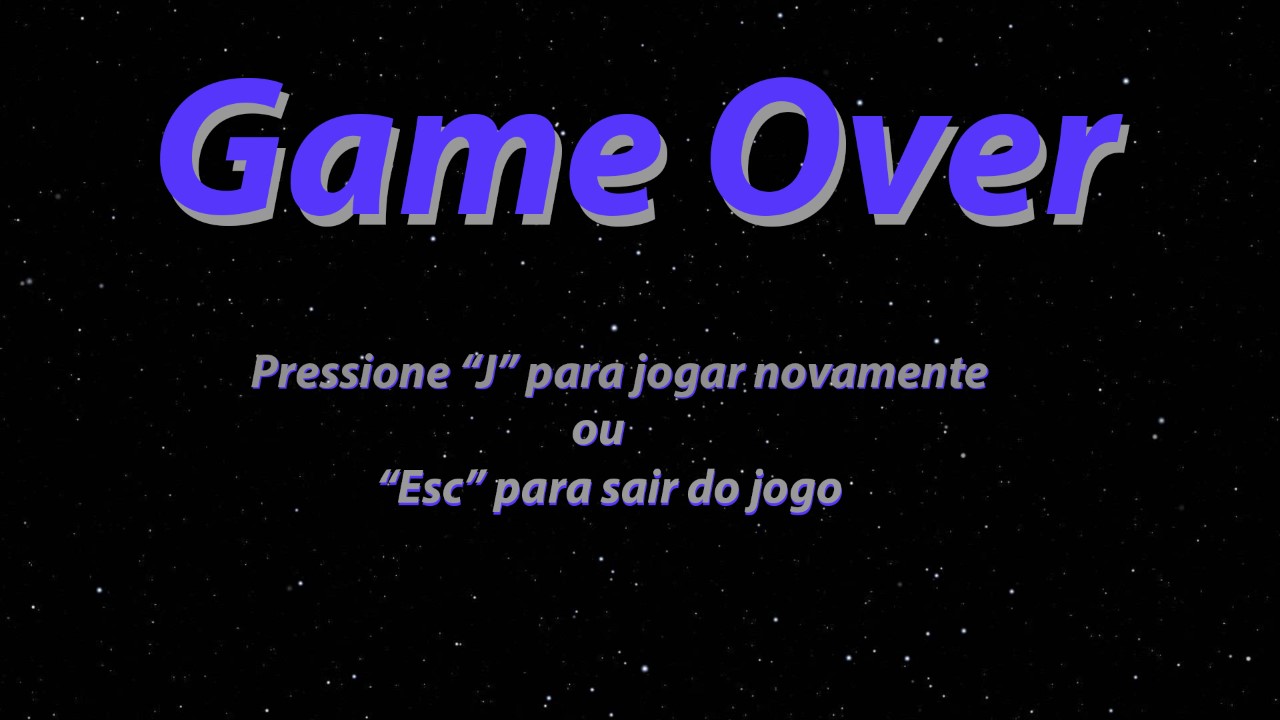 Game Over
Pressione “J” para jogar novamente
ou
“Esc” para sair do jogo